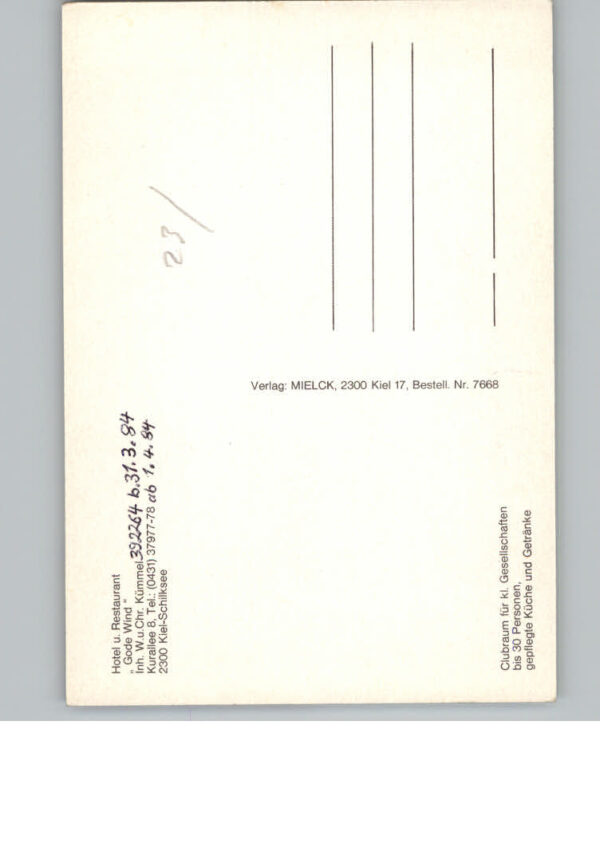 Hotel u. Restaurant
" Gode Wind "
Inh. W.u.Chr. Kümmel 392264 b.31.3.84
Kurallee 8, Tel.: (0431) 37977-78 ab 1.4.84
2300 Kiel-Schilksee
Clubraum für kl. Gesellschaften
bis 30 Personen,
gepflegte Küche und Getränke
Verlag: MIELCK, 2300 Kiel 17, Bestell. Nr. 7668
23/